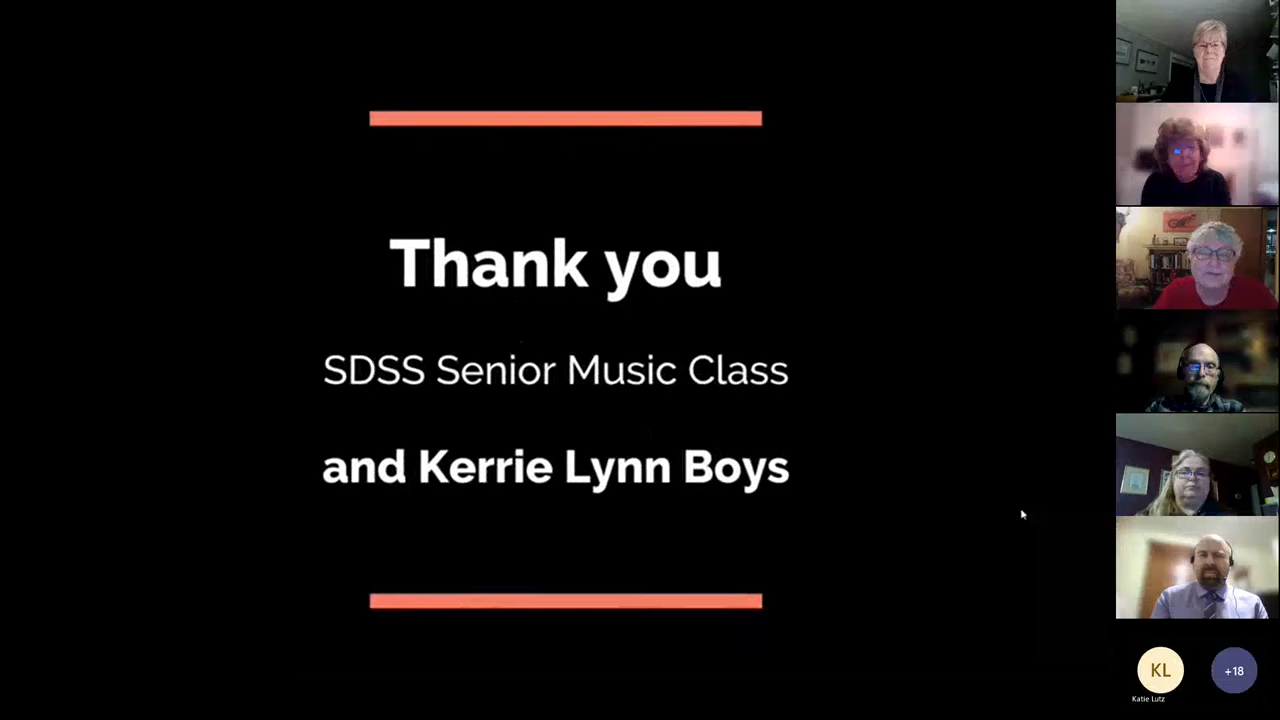 Thank you
SDSS Senior Music Class
and Kerrie Lynn Boys
KL
+18
Katie Lutz